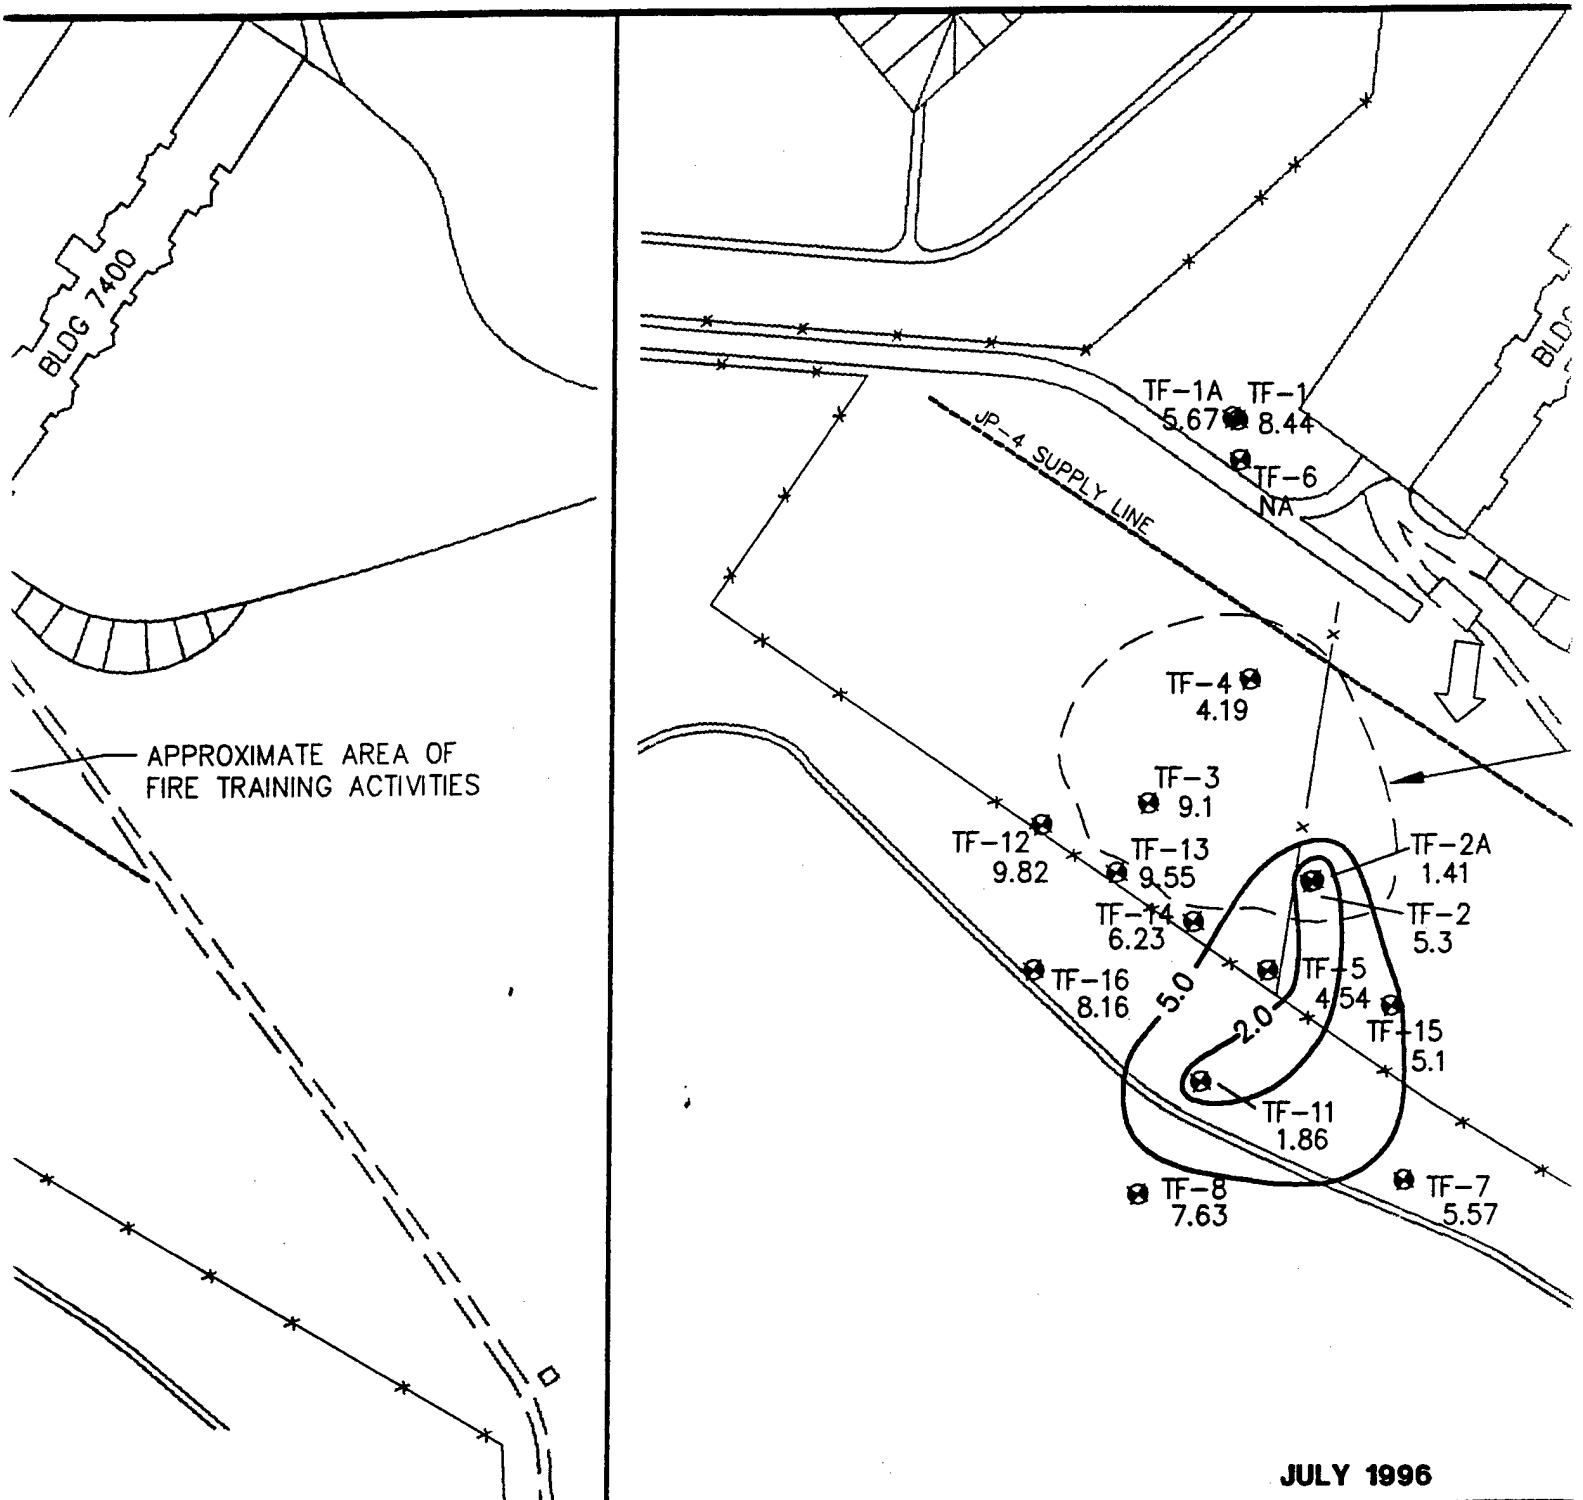 BLDG 7400
APPROXIMATE AREA OF
FIRE TRAINING ACTIVITIES
BLDG
TF-1A
5.67
TF-1
8.44
TF-6
NA
JP-4 SUPPLY LINE
TF-4
4.19
TF-3
9.1
TF-12
9.82
TF-13
9.55
TF-2A
1.41
TF-14
6.23
TF-2
5.3
TF-16
8.16
TF-5
4.54
5.0
2.0
TF-15
5.1
TF-11
1.86
TF-8
7.63
TF-7
5.57
JULY 1996